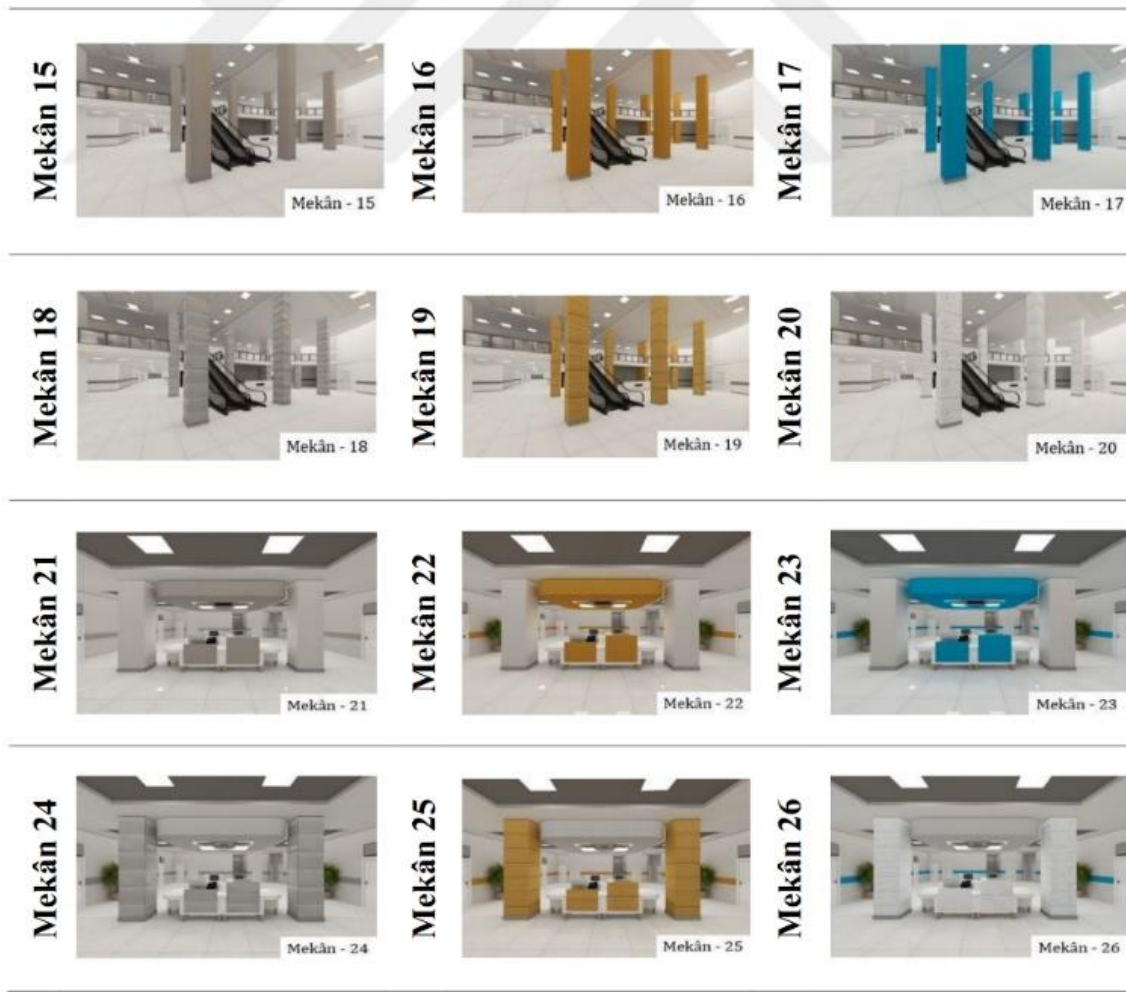 Mekân 15
Mekân - 15
Mekân 16
Mekân - 16
Mekân 17
Mekân - 17
Mekân 18
Mekân - 18
Mekân 19
Mekân - 19
Mekân 20
Mekân - 20
Mekân 21
Mekân - 21
Mekân 22
Mekân - 22
Mekân 23
Mekân - 23
Mekân 24
Mekân - 24
Mekân 25
Mekân - 25
Mekân 26
Mekân - 26